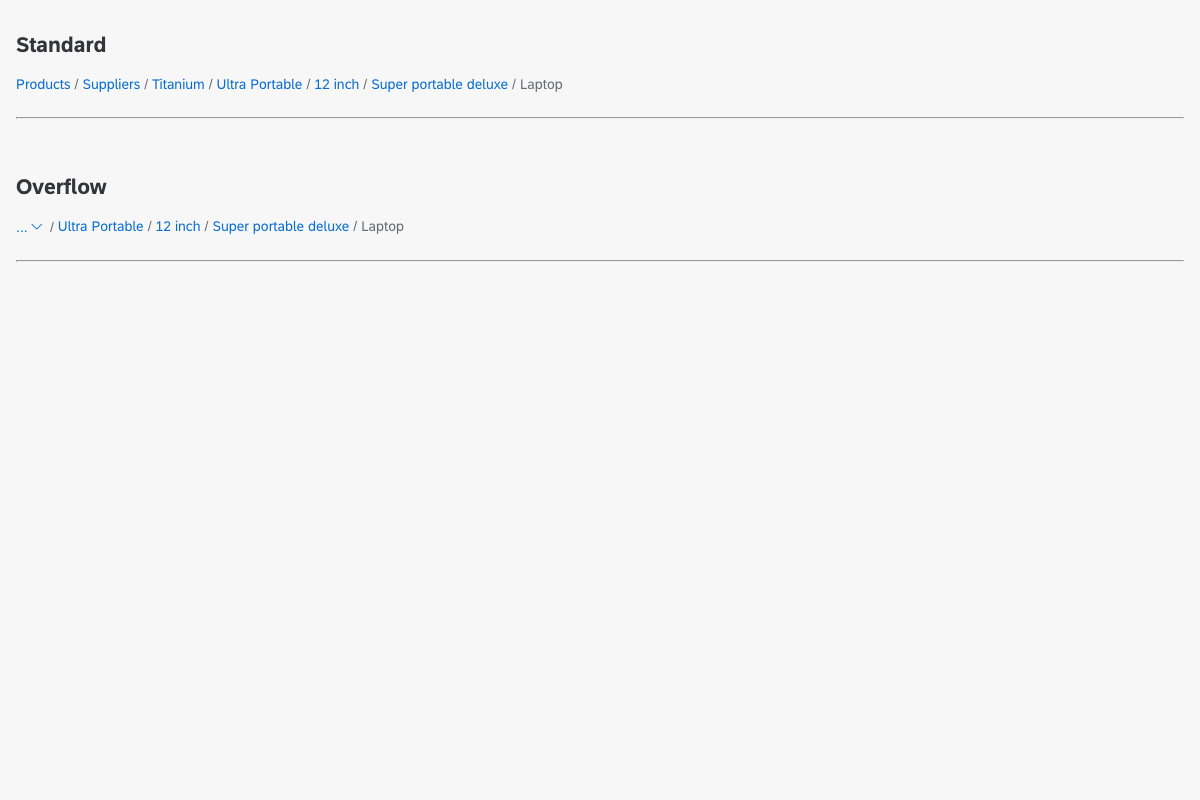 Standard
Products / Suppliers / Titanium / Ultra Portable / 12 inch / Super portable deluxe / Laptop
Overflow
... / Ultra Portable / 12 inch / Super portable deluxe / Laptop